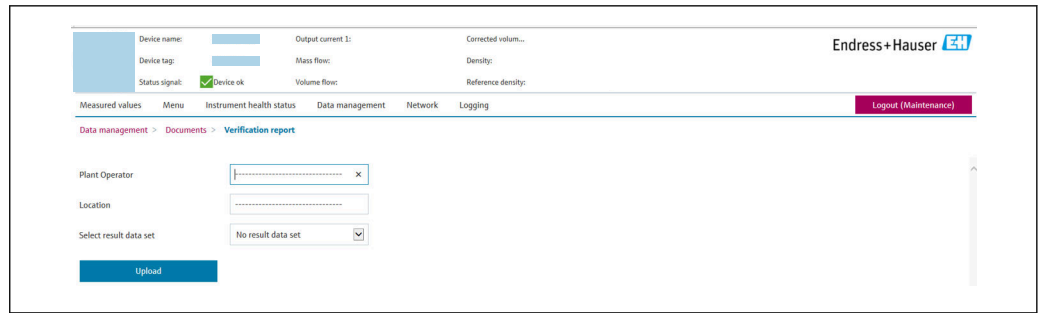 Device name: Output current 1: Corrected volum...
Endress+Hauser EH
Device tag: Mass flow: Density:
Status signal: Device ok Volume flow: Reference density:
Measured values Menu Instrument health status Data management Network Logging Logout (Maintenance)
Data management > Documents > Verification report
Plant Operator -------------------------------- ×
Location --------------------------------
Select result data set No result data set
Upload